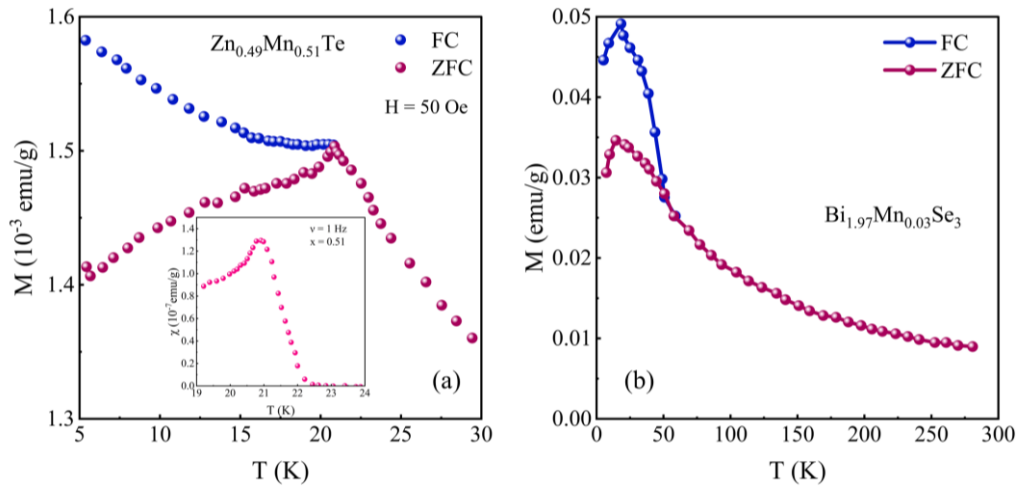 1.6
1.5
1.4
1.3
M (10⁻³ emu/g)
Zn₀.₄₉Mn₀.₅₁Te
FC
ZFC
H = 50 Oe
1.4
1.2
1.0
0.8
0.6
0.4
0.2
0.0
χ (10⁻⁷emu/g)
ν = 1 Hz
x = 0.51
19 20 21 22 23 24
T (K)
(a)
5 10 15 20 25 30
T (K)
0.05
0.04
0.03
0.02
0.01
0.00
M (emu/g)
FC
ZFC
Bi₁.₉₇Mn₀.₀₃Se₃
(b)
0 50 100 150 200 250 300
T (K)